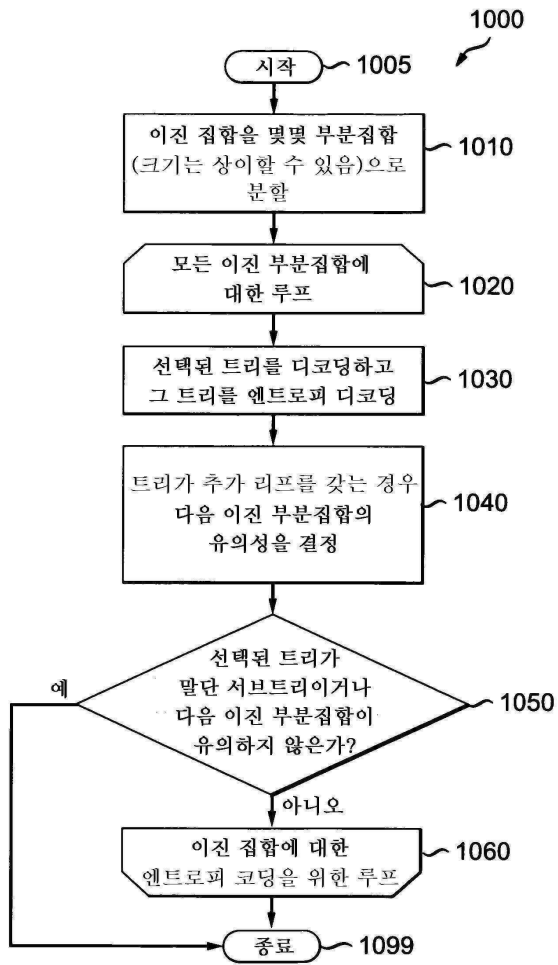 1000
시작
1005
이진 집합을 몇몇 부분집합
(크기는 상이할 수 있음)으로
분할
1010
모든 이진 부분집합에
대한 루프
1020
선택된 트리를 디코딩하고
그 트리를 엔트로피 디코딩
1030
트리가 추가 리프를 갖는 경우
다음 이진 부분집합의
유의성을 결정
1040
선택된 트리가
말단 서브트리이거나
다음 이진 부분집합이
유의하지 않은가?
1050
예
아니오
이진 집합에 대한
엔트로피 코딩을 위한 루프
1060
종료
1099